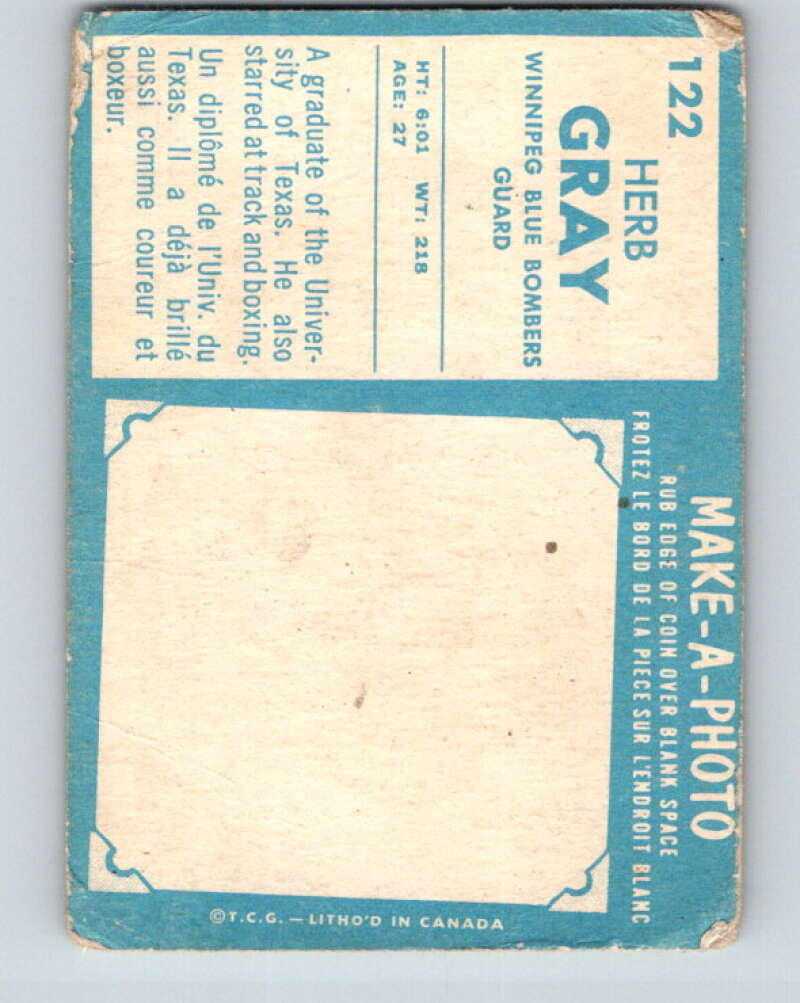 122
HERB
GRAY
WINNIPEG BLUE BOMBERS
GUARD
HT: 6:01 WT: 218
AGE: 27
A graduate of the Univer-
sity of Texas. He also
starred at track and boxing.
Un diplômé de l'Univ. du
Texas. Il a déjà brillé
aussi comme coureur et
boxeur.
MAKE-A-PHOTO
RUB EDGE OF COIN OVER BLANK SPACE
FROTEZ LE BORD DE LA PIECE SUR L'ENDROIT BLANC
©T.C.G. — LITHO'D IN CANADA